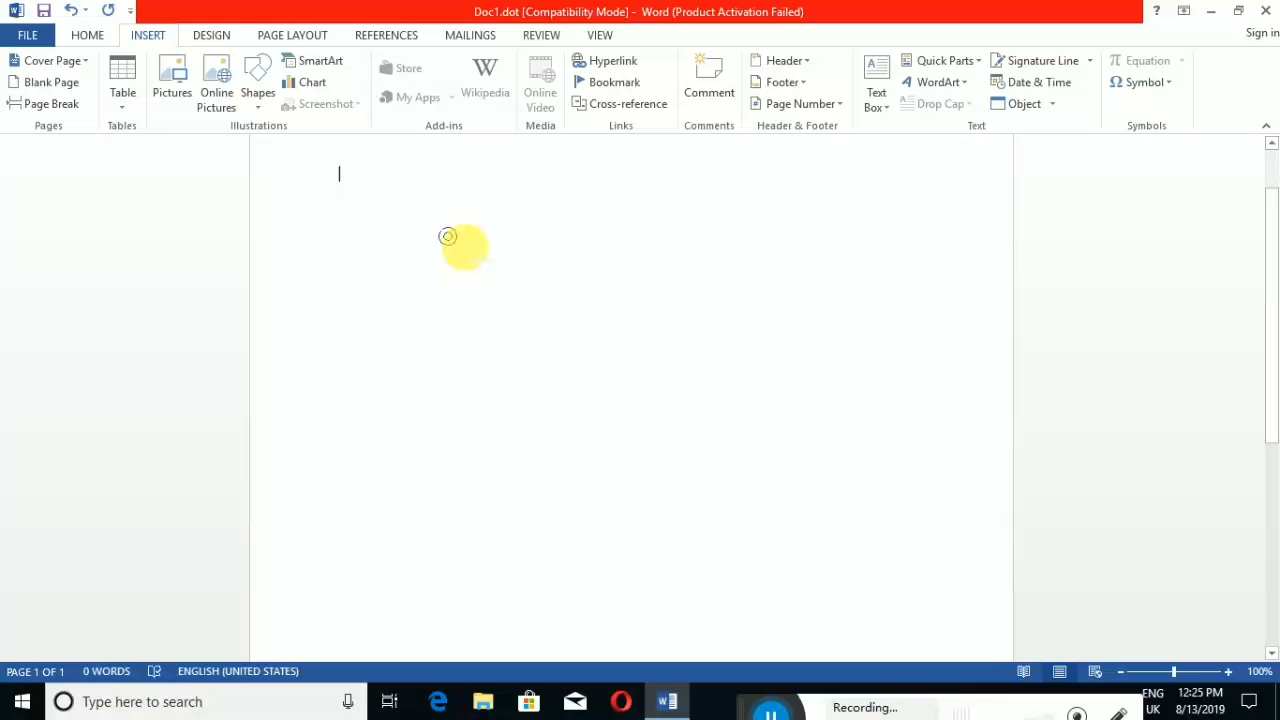 Doc1.dot [Compatibility Mode] - Word (Product Activation Failed)
?
FILE HOME INSERT DESIGN PAGE LAYOUT REFERENCES MAILINGS REVIEW VIEW Sign in
Cover Page
Blank Page
Page Break
Pages
Table
Tables
Pictures
Online Pictures
Shapes
SmartArt
Chart
Screenshot
Illustrations
Store
My Apps
Wikipedia
Add-ins
Online Video
Media
Hyperlink
Bookmark
Cross-reference
Links
Comment
Comments
Header
Footer
Page Number
Header & Footer
Text Box
Quick Parts
WordArt
Drop Cap
Signature Line
Date & Time
Object
Text
Equation
Symbol
Symbols
PAGE 1 OF 1 0 WORDS ENGLISH (UNITED STATES) 100%
Type here to search
Recording...
ENG
UK
12:25 PM
8/13/2019